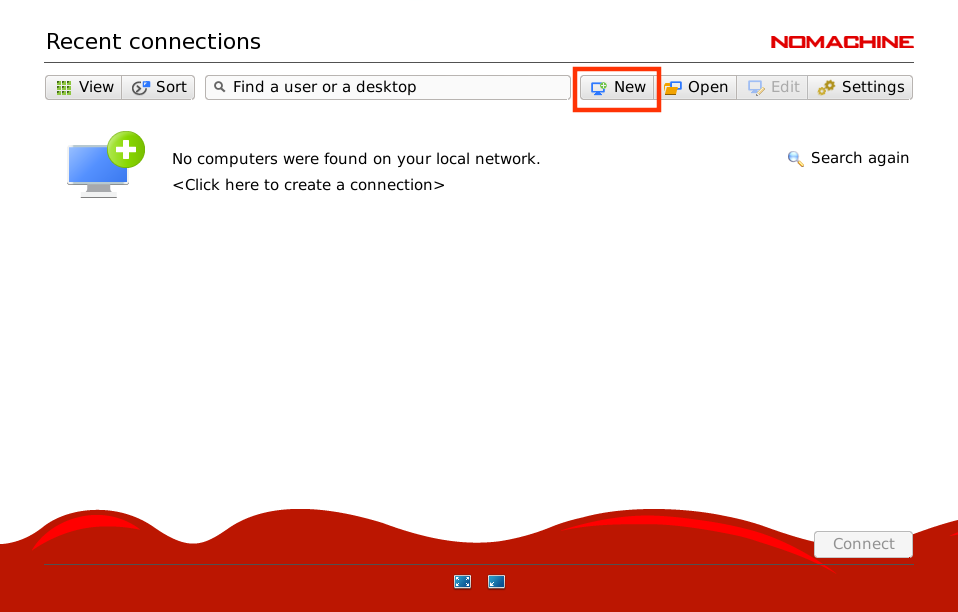 Recent connections
NOMACHINE
View Sort Find a user or a desktop New Open Edit Settings
No computers were found on your local network.
Search again
<Click here to create a connection>
Connect